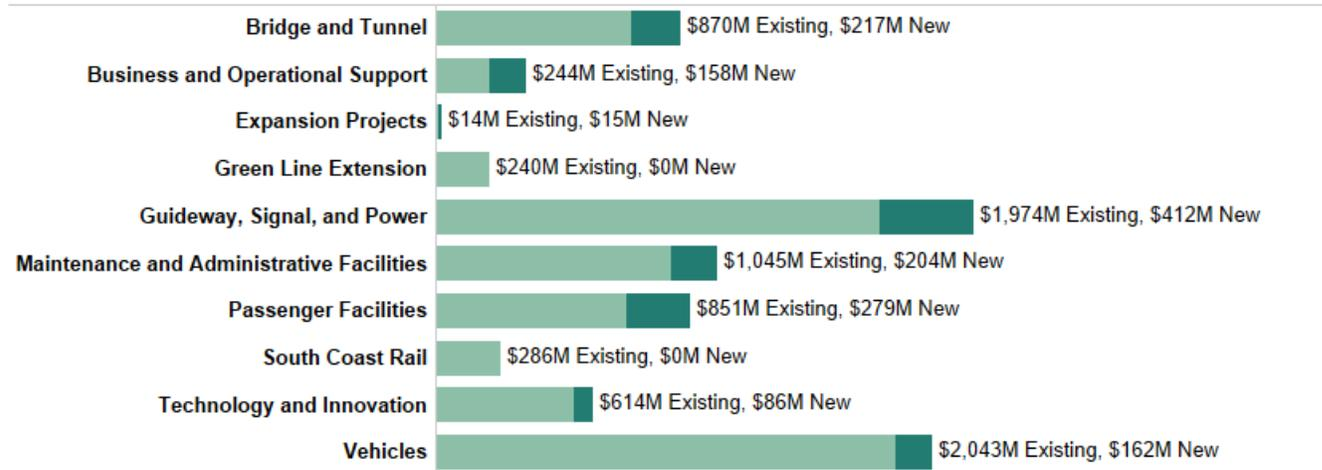 Bridge and Tunnel $870M Existing, $217M New
Business and Operational Support $244M Existing, $158M New
Expansion Projects $14M Existing, $15M New
Green Line Extension $240M Existing, $0M New
Guideway, Signal, and Power $1,974M Existing, $412M New
Maintenance and Administrative Facilities $1,045M Existing, $204M New
Passenger Facilities $851M Existing, $279M New
South Coast Rail $286M Existing, $0M New
Technology and Innovation $614M Existing, $86M New
Vehicles $2,043M Existing, $162M New